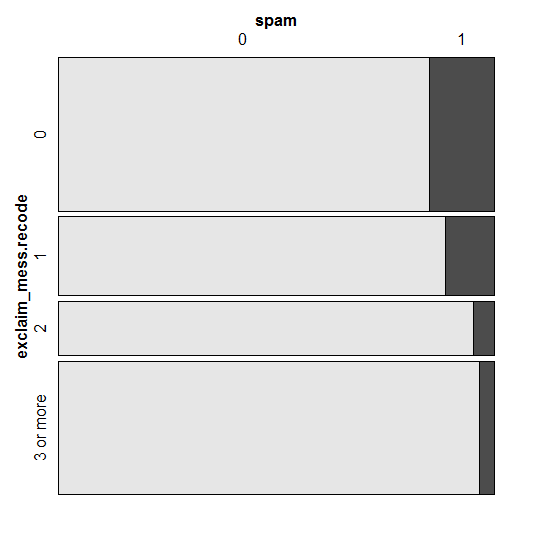 spam
0 1
exclaim_mess.recode
0
1
2
3 or more